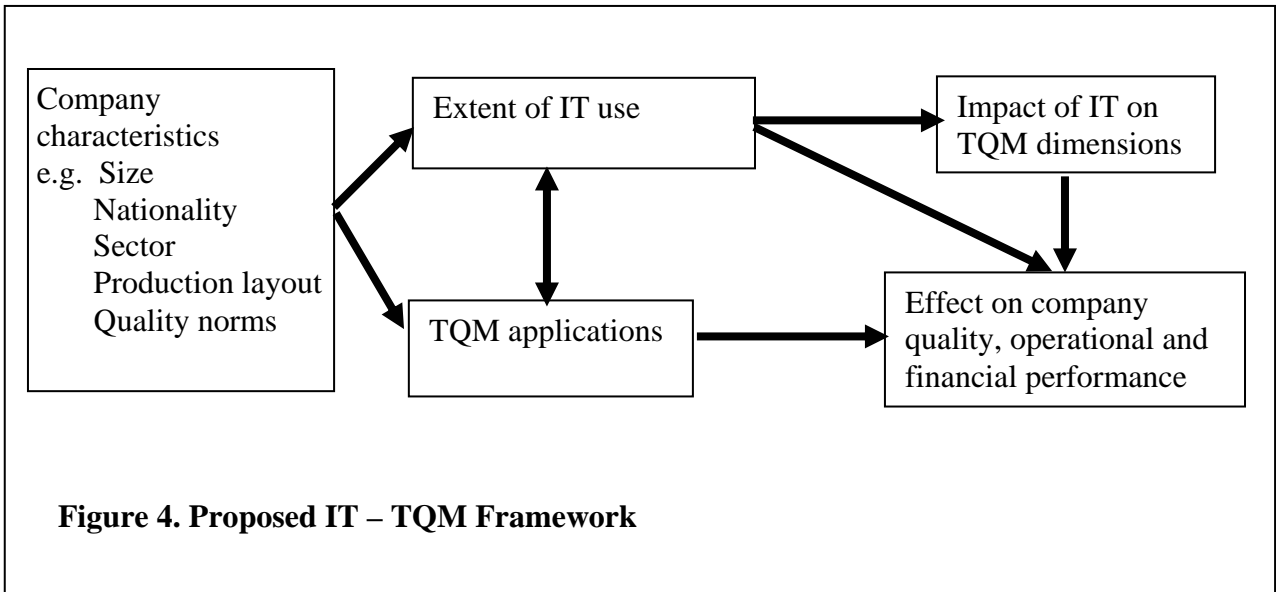 Company
characteristics
e.g. Size
Nationality
Sector
Production layout
Quality norms
Extent of IT use
TQM applications
Impact of IT on
TQM dimensions
Effect on company
quality, operational and
financial performance
Figure 4. Proposed IT – TQM Framework